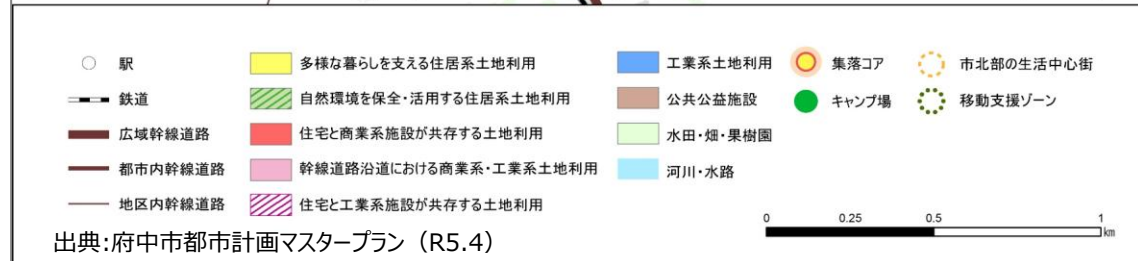 駅
多様な暮らしを支える住居系土地利用
工業系土地利用
集落コア
市北部の生活中心街
鉄道
自然環境を保全・活用する住居系土地利用
公共公益施設
キャンプ場
移動支援ゾーン
広域幹線道路
住宅と商業系施設が共存する土地利用
水田・畑・果樹園
都市内幹線道路
幹線道路沿道における商業系・工業系土地利用
河川・水路
地区内幹線道路
住宅と工業系施設が共存する土地利用
0 0.25 0.5 1
km
出典:府中市都市計画マスタープラン（R5.4）